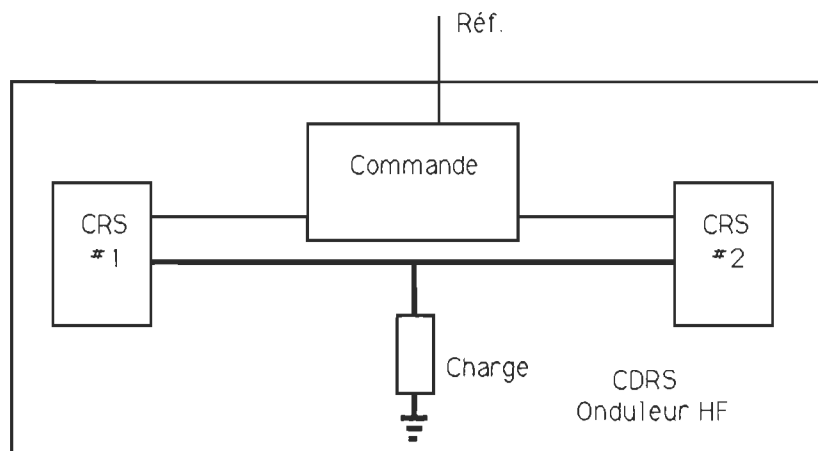 Réf.
Commande
CRS
#1
CRS
#2
Charge
CDRS
Onduleur HF